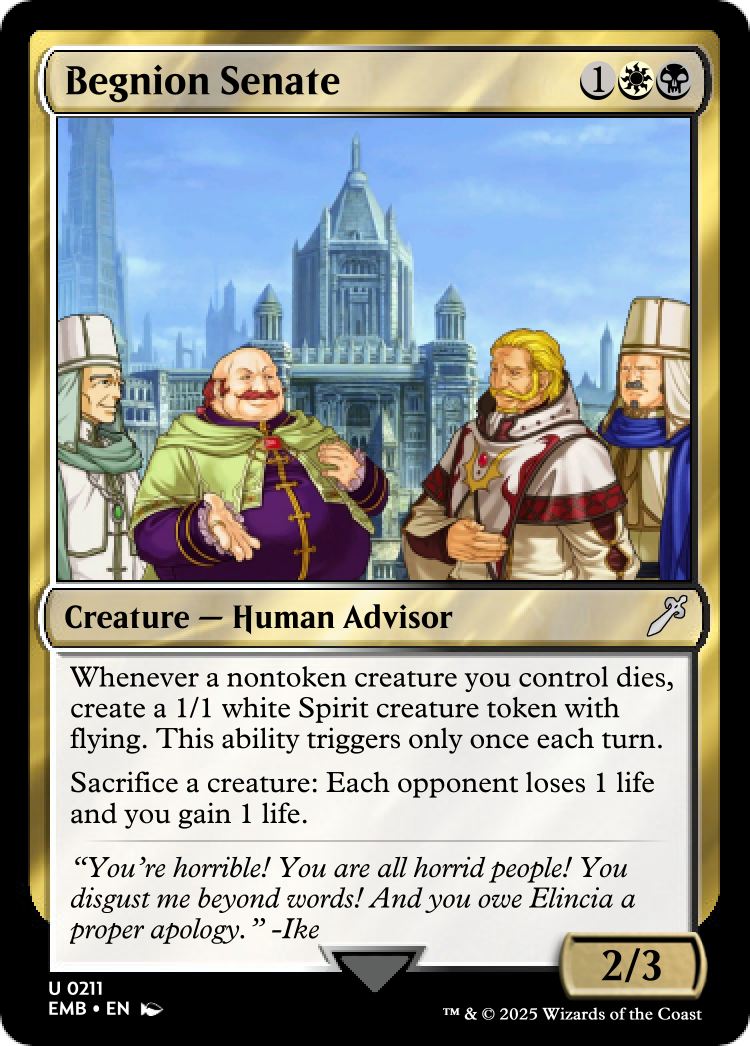 Begnion Senate 1
Creature — Human Advisor
Whenever a nontoken creature you control dies,
create a 1/1 white Spirit creature token with
flying. This ability triggers only once each turn.
Sacrifice a creature: Each opponent loses 1 life
and you gain 1 life.
“You’re horrible! You are all horrid people! You
disgust me beyond words! And you owe Elincia a
proper apology.” -Ike
2/3
U 0211
EMB • EN
™ & © 2025 Wizards of the Coast